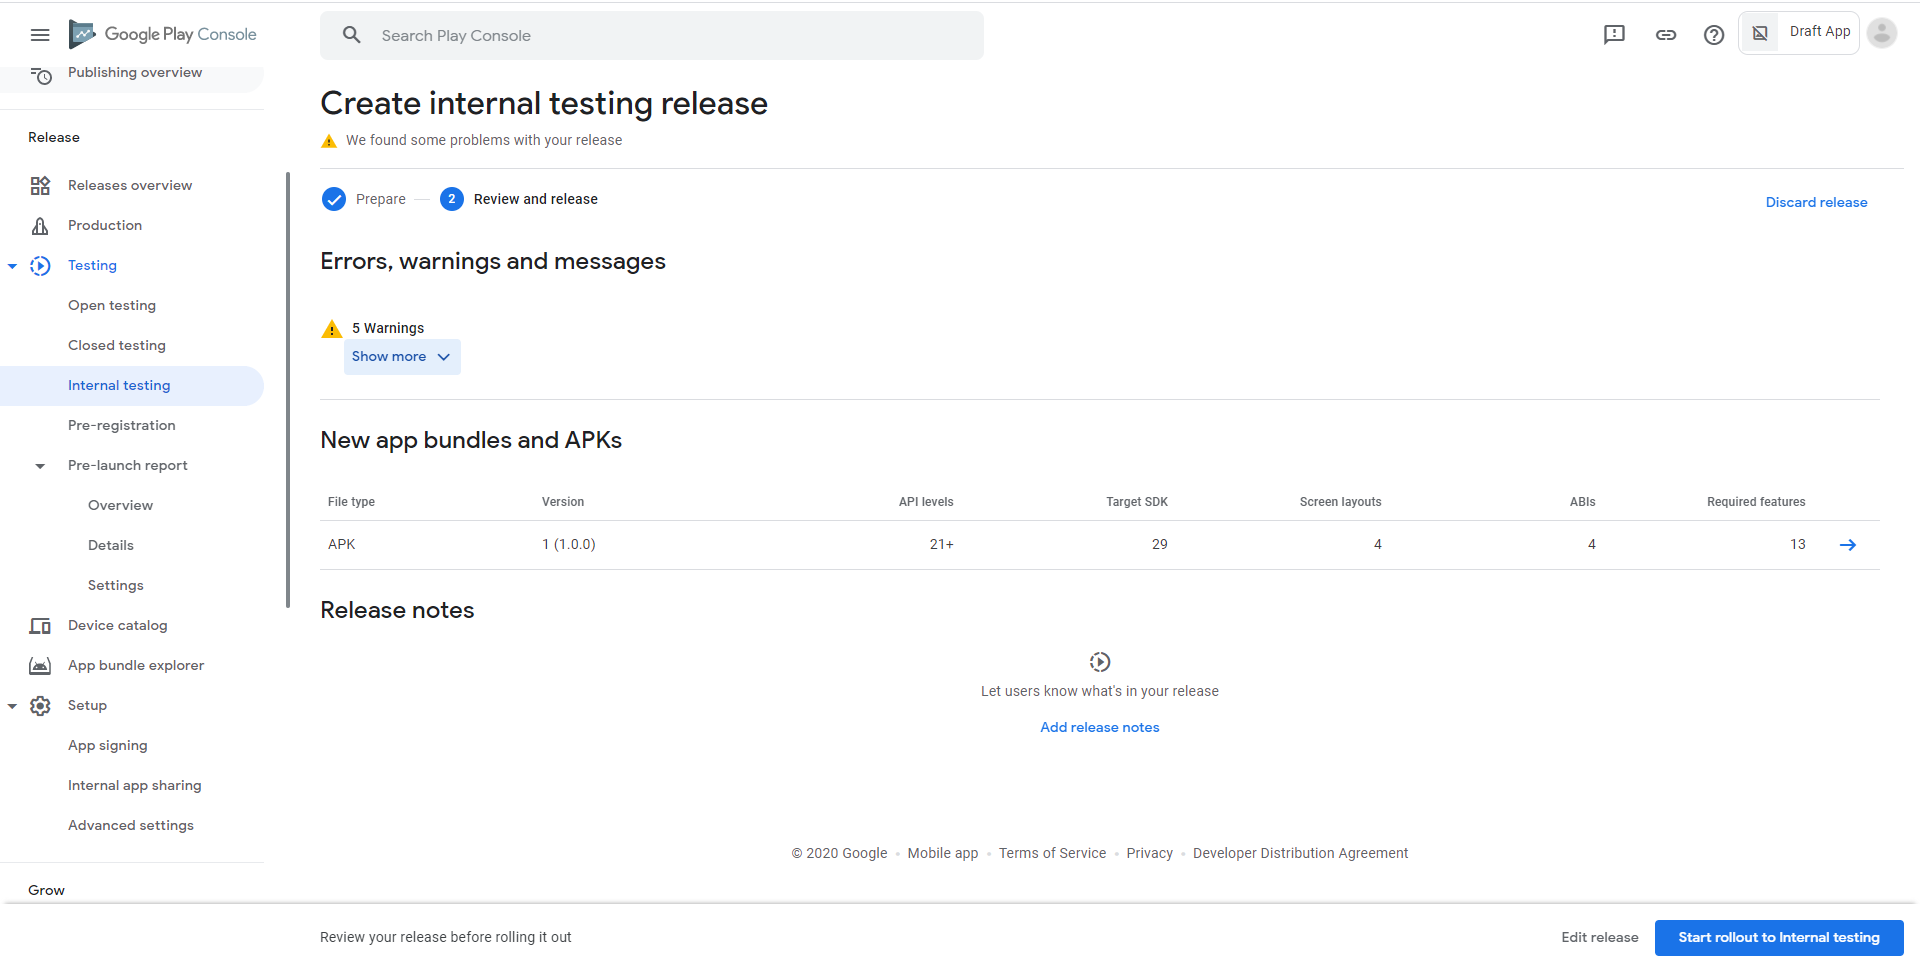 Google Play Console
Search Play Console
Draft App
Publishing overview
Release
Releases overview
Production
Testing
Open testing
Closed testing
Internal testing
Pre-registration
Pre-launch report
Overview
Details
Settings
Device catalog
App bundle explorer
Setup
App signing
Internal app sharing
Advanced settings
Grow
Create internal testing release
We found some problems with your release
Prepare
2 Review and release
Discard release
Errors, warnings and messages
5 Warnings
Show more
New app bundles and APKs
File type Version API levels Target SDK Screen layouts ABIs Required features
APK 1 (1.0.0) 21+ 29 4 4 13
Release notes
Let users know what's in your release
Add release notes
© 2020 Google • Mobile app • Terms of Service • Privacy • Developer Distribution Agreement
Review your release before rolling it out
Edit release
Start rollout to Internal testing